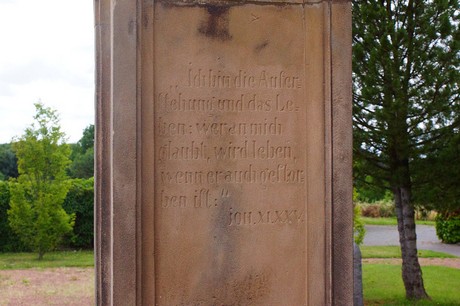 „Ich bin die Aufer-
stehung und das Le-
ben: wer an mich
glaubt, wird leben,
wenn er auch gestor-
ben ist.“